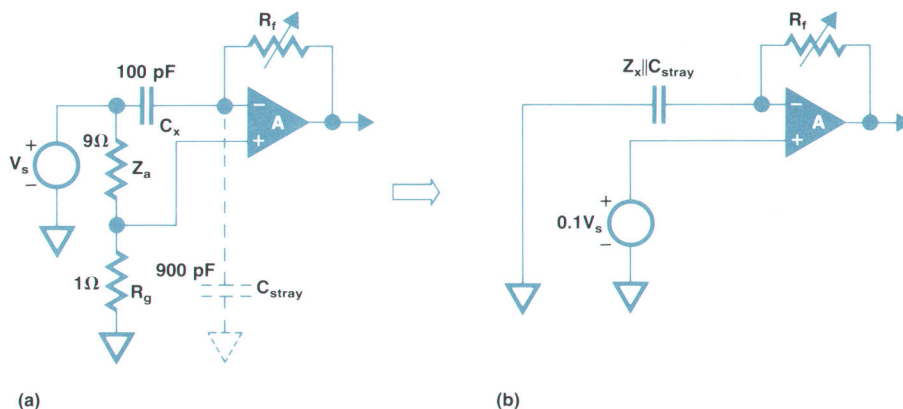 R_f
100 pF
C_x
−
+
A
V_s
+
−
9Ω
Z_a
1Ω
R_g
900 pF
C_stray
(a)
R_f
Z_x||C_stray
−
+
A
0.1V_s
+
−
(b)